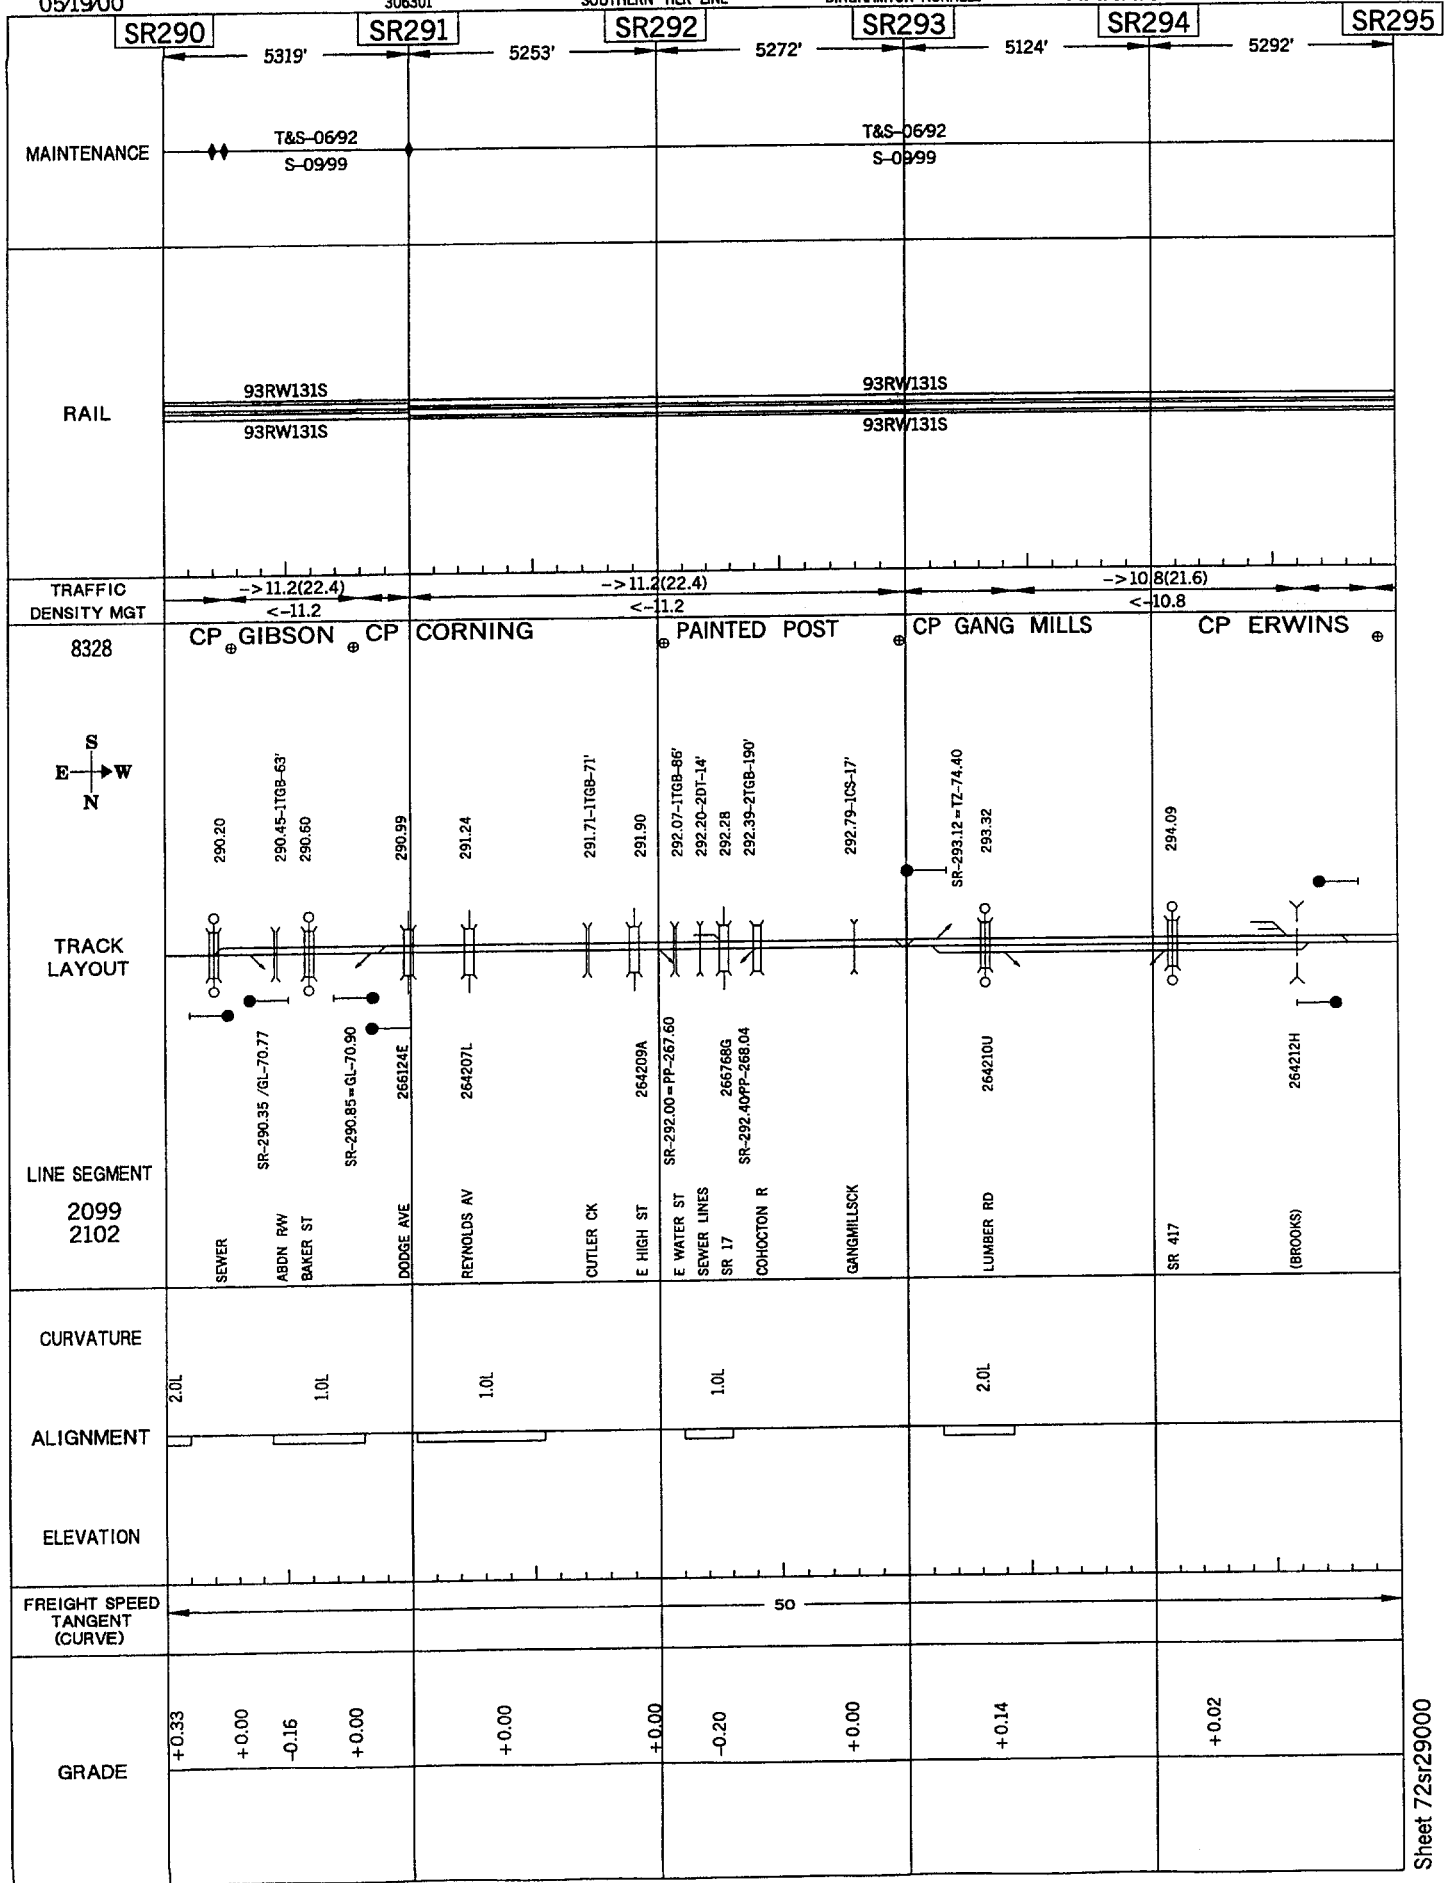 05/19/00 306301 SOUTHERN TIER LINE
SR290 SR291 SR292 SR293 SR294 SR295
5319' 5253' 5272' 5124' 5292'
MAINTENANCE
T&S-06/92 T&S-06/92
S-09/99 S-09/99
RAIL
93RW131S 93RW131S
93RW131S 93RW131S
TRAFFIC
DENSITY MGT
->11.2(22.4) ->11.2(22.4) ->10.8(21.6)
<-11.2 <-11.2 <-10.8
8328
CP GIBSON CP CORNING PAINTED POST CP GANG MILLS CP ERWINS
S
E W
N
290.20
290.45-1TGB-63'
290.60
290.99
291.24
291.71-1TGB-71'
291.90
292.07-1TGB-86'
292.20-2DT-14'
292.28
292.39-2TGB-190'
292.79-1CS-17'
SR-293.12=TZ-74.40
293.32
294.09
TRACK
LAYOUT
SR-290.35 /GL-70.77
SR-290.85=GL-70.90
266124E
264207L
264209A
SR-292.00=PP-267.60
266768G
SR-292.40/PP-268.04
264210U
264212H
LINE SEGMENT
2099
2102
SEWER
ABDN R/W
BAKER ST
DODGE AVE
REYNOLDS AV
CUTLER CK
E HIGH ST
E WATER ST
SEWER LINES
SR 17
COHOCTON R
GANGMILLSCK
LUMBER RD
SR 417
(BROOKS)
CURVATURE
2.0L 1.0L 1.0L 1.0L 2.0L
ALIGNMENT
ELEVATION
FREIGHT SPEED
TANGENT
(CURVE)
50
GRADE
+0.33 +0.00 -0.16 +0.00 +0.00 +0.00 -0.20 +0.00 +0.14 +0.02
Sheet 72sr29000